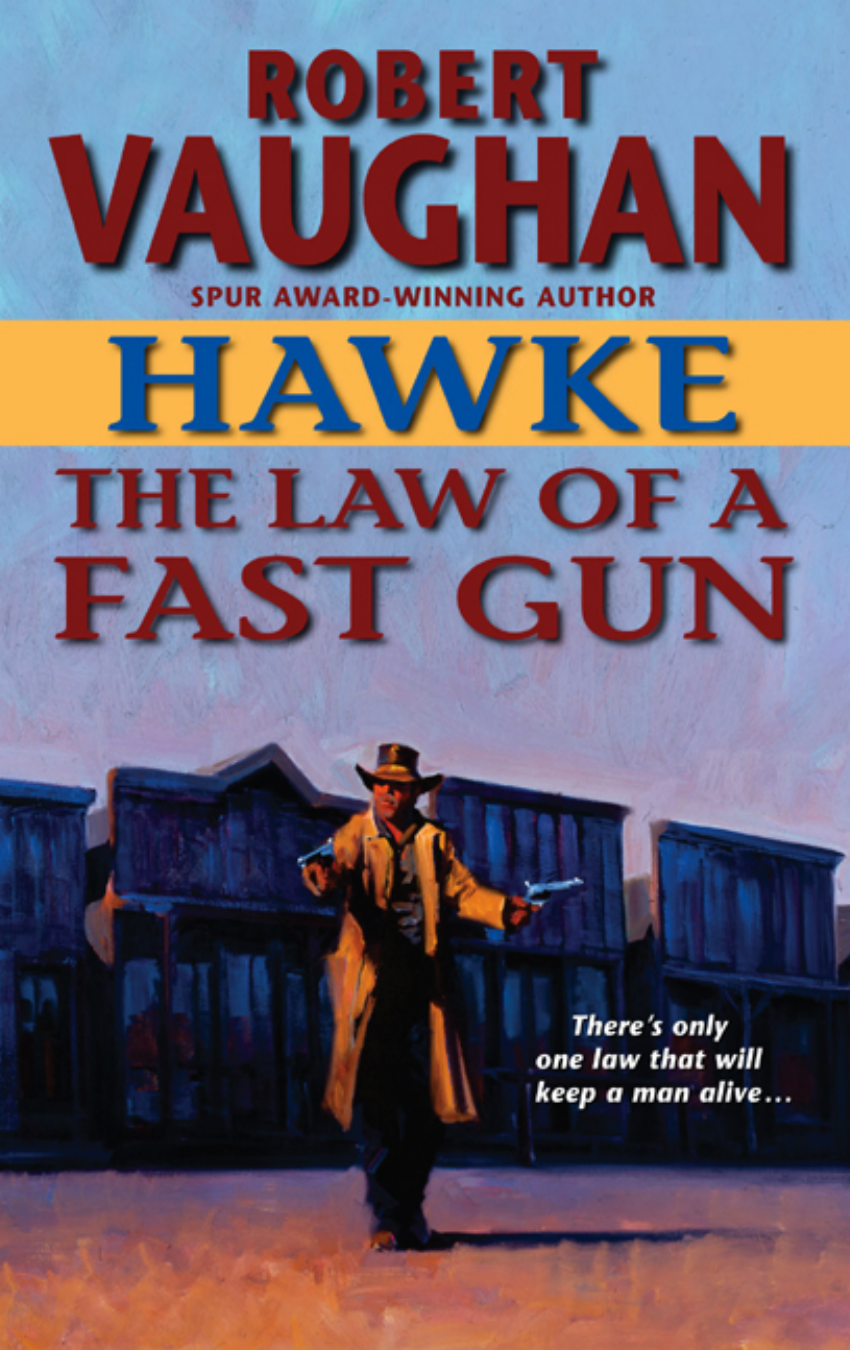 ROBERT
VAUGHAN
SPUR AWARD-WINNING AUTHOR
HAWKE
THE LAW OF A
FAST GUN
There's only
one law that will
keep a man alive...